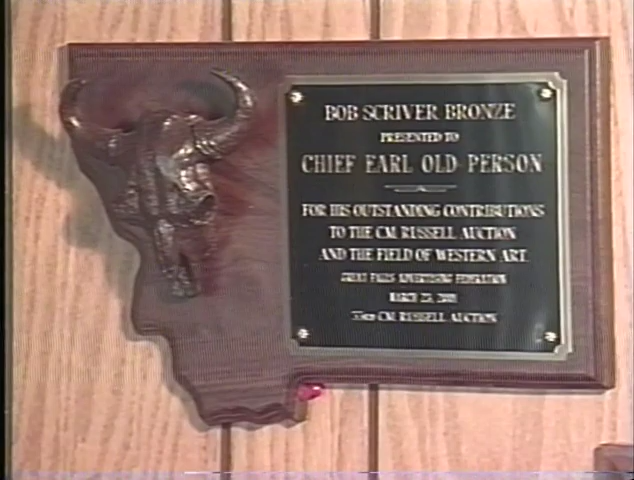 BOB SCRIVER BRONZE
PRESENTED TO
CHIEF EARL OLD PERSON
FOR HIS OUTSTANDING CONTRIBUTIONS
TO THE C.M. RUSSELL AUCTION
AND THE FIELD OF WESTERN ART.
GREAT FALLS ADVERTISING FEDERATION
MARCH
C.M. RUSSELL AUCTION